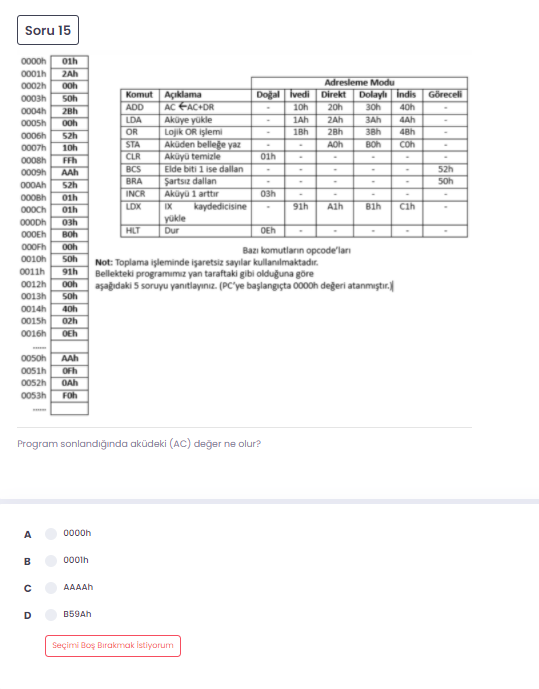 Soru 15
0000h 01h
0001h 2Ah
0002h 00h
0003h 50h
0004h 2Bh
0005h 00h
0006h 52h
0007h 10h
0008h FFh
0009h AAh
000Ah 52h
000Bh 01h
000Ch 01h
000Dh 03h
000Eh B0h
000Fh 00h
0010h 50h
0011h 91h
0012h 00h
0013h 50h
0014h 40h
0015h 02h
0016h 0Eh
......
0050h AAh
0051h 0Fh
0052h 0Ah
0053h F0h
......
Adresleme Modu
Komut Açıklama Doğal İvedi Direkt Dolaylı İndis Göreceli
ADD AC ←AC+DR - 10h 20h 30h 40h -
LDA Aküye yükle - 1Ah 2Ah 3Ah 4Ah -
OR Lojik OR işlemi - 1Bh 2Bh 3Bh 4Bh -
STA Aküden belleğe yaz - - A0h B0h C0h -
CLR Aküyü temizle 01h - - - - -
BCS Elde biti 1 ise dallan - - - - - 52h
BRA Şartsız dallan - - - - - 50h
INCR Aküyü 1 arttır 03h - - - - -
LDX IX kaydedicisine - 91h A1h B1h C1h -
yükle
HLT Dur 0Eh - - - - -
Bazı komutların opcode'ları
Not: Toplama işleminde işaretsiz sayılar kullanılmaktadır.
Bellekteki programımız yan taraftaki gibi olduğuna göre
aşağıdaki 5 soruyu yanıtlayınız. (PC'ye başlangıçta 0000h değeri atanmıştır.)
Program sonlandığında aküdeki (AC) değer ne olur?
A 0000h
B 0001h
C AAAAh
D B59Ah
Seçimi Boş Bırakmak İstiyorum